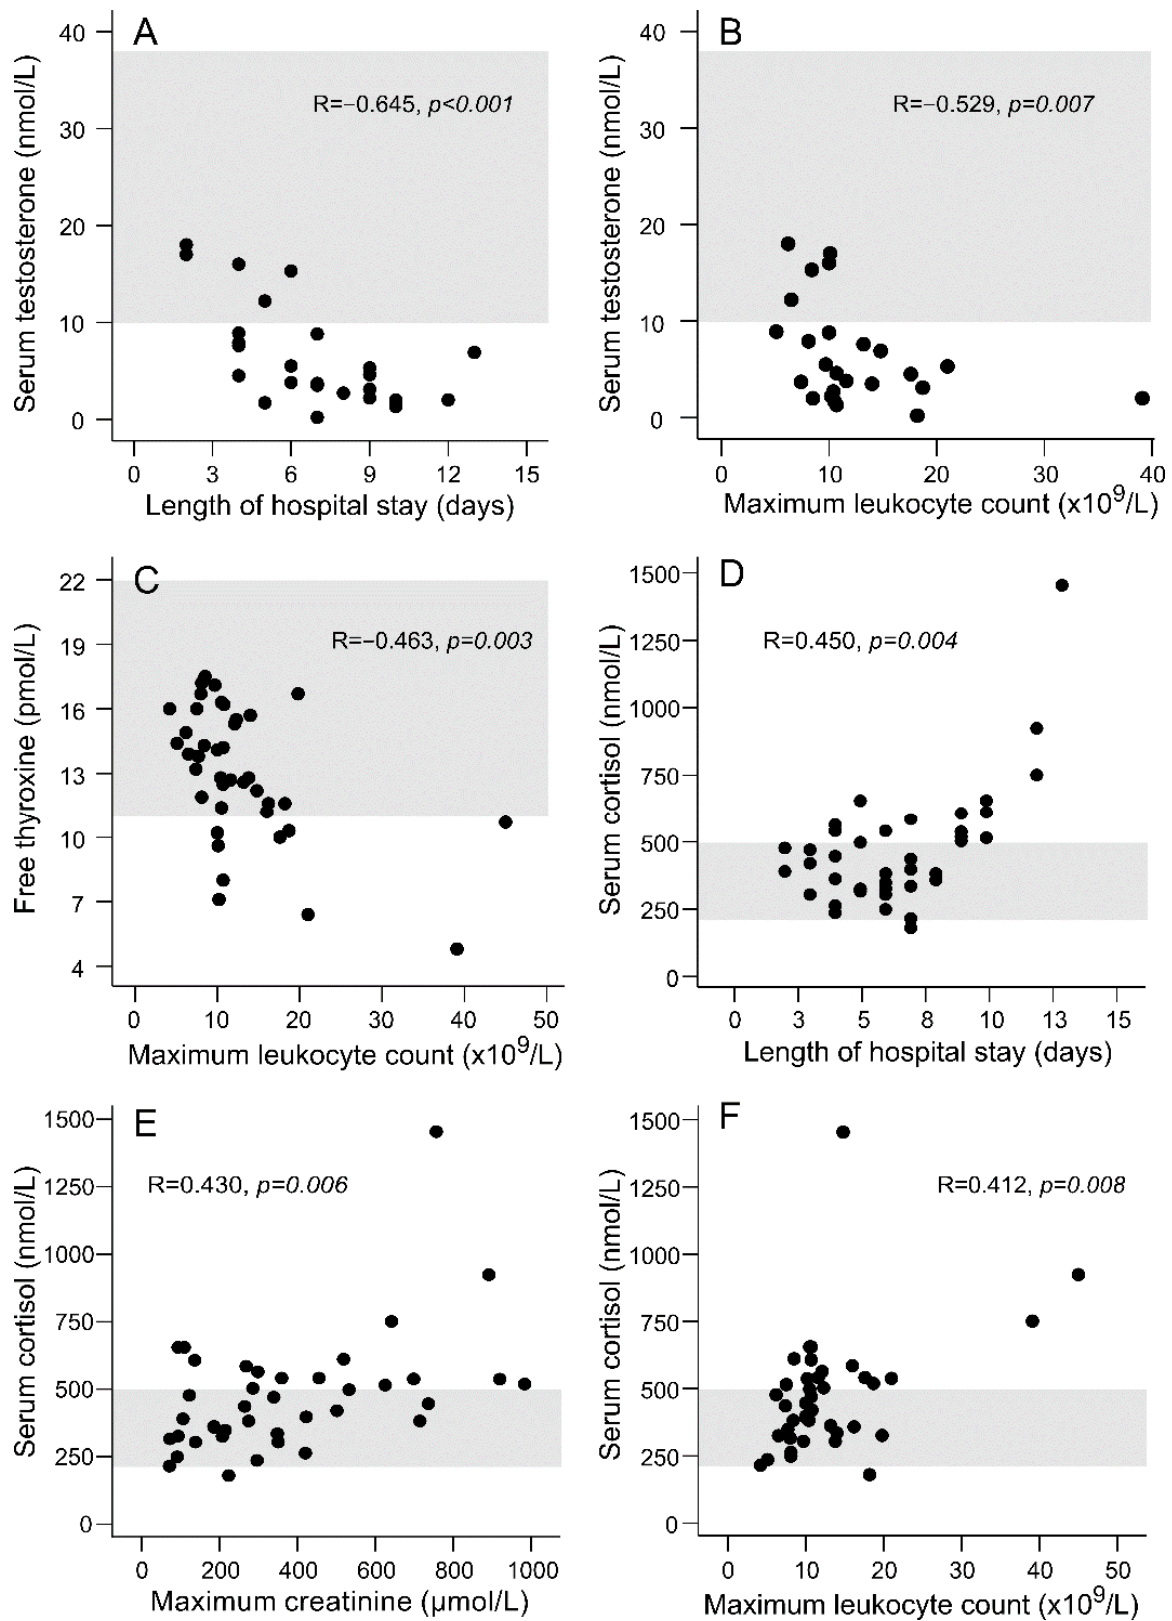 A
R=−0.645, p<0.001
Serum testosterone (nmol/L)
40
30
20
10
0
0 3 6 9 12 15
Length of hospital stay (days)
B
R=−0.529, p=0.007
Serum testosterone (nmol/L)
40
30
20
10
0
0 10 20 30 40
Maximum leukocyte count (x10⁹/L)
C
R=−0.463, p=0.003
Free thyroxine (pmol/L)
22
19
16
13
10
7
4
0 10 20 30 40 50
Maximum leukocyte count (x10⁹/L)
D
R=0.450, p=0.004
Serum cortisol (nmol/L)
1500
1250
1000
750
500
250
0
0 3 5 8 10 13 15
Length of hospital stay (days)
E
R=0.430, p=0.006
Serum cortisol (nmol/L)
1500
1250
1000
750
500
250
0
0 200 400 600 800 1000
Maximum creatinine (μmol/L)
F
R=0.412, p=0.008
Serum cortisol (nmol/L)
1500
1250
1000
750
500
250
0
0 10 20 30 40 50
Maximum leukocyte count (x10⁹/L)